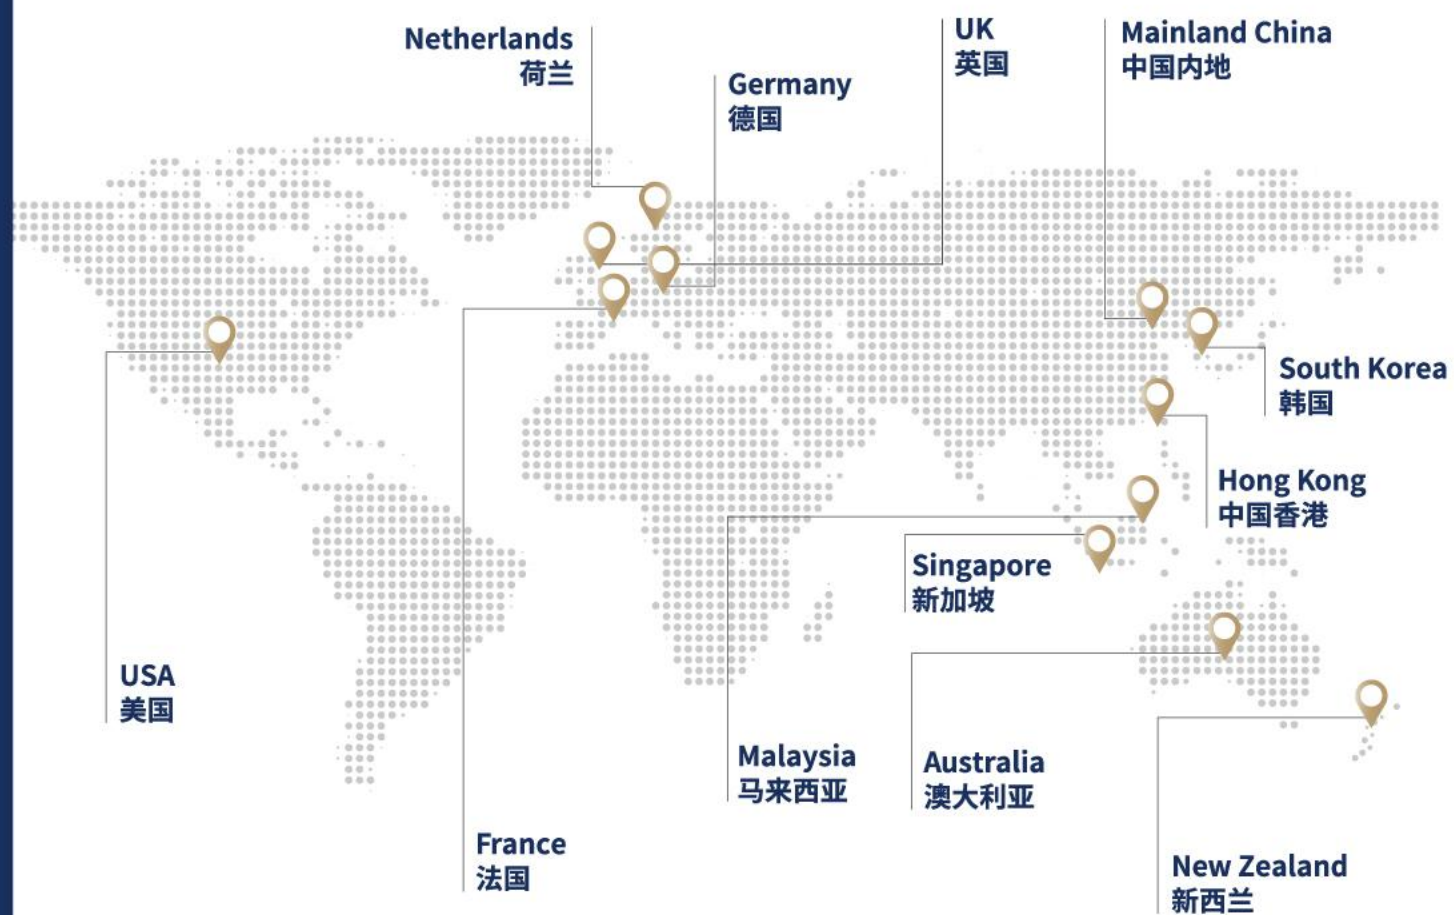 Netherlands
荷兰
UK
英国
Mainland China
中国内地
Germany
德国
South Korea
韩国
Hong Kong
中国香港
Singapore
新加坡
USA
美国
Malaysia
马来西亚
Australia
澳大利亚
France
法国
New Zealand
新西兰